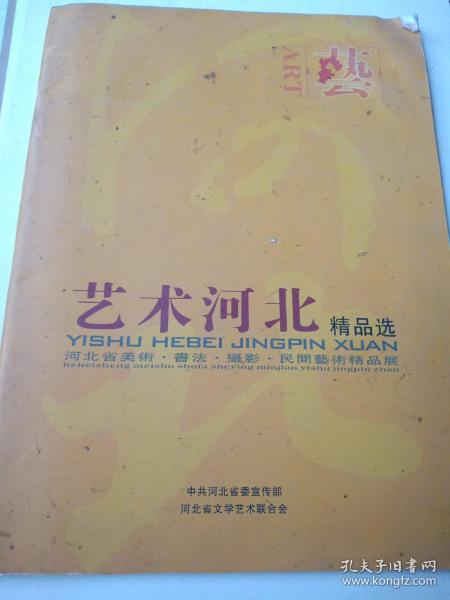 ART
藝
艺术河北 精品选
YISHU HEBEI JINGPIN XUAN
河北省美術·書法·攝影·民間藝術精品展
hebeisheng meishu shufa sheying minjian yishu jingpin zhan
中共河北省委宣传部
河北省文学艺术联合会
孔夫子旧书网
www.kongfz.com